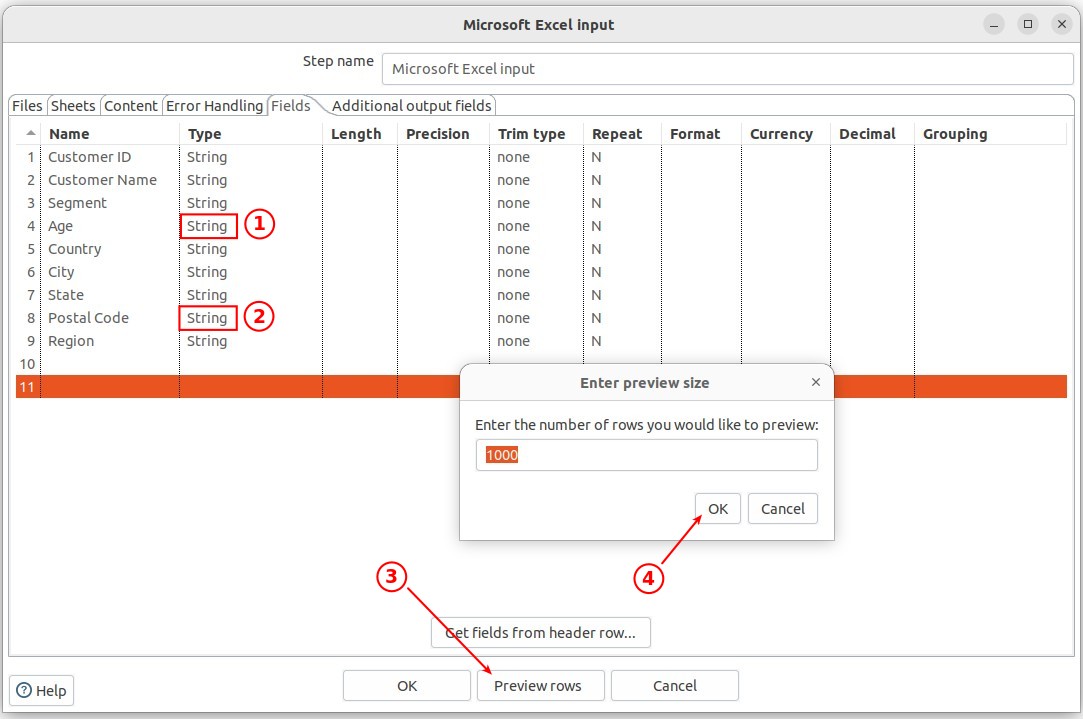 Microsoft Excel input
Step name Microsoft Excel input
Files Sheets Content Error Handling Fields Additional output fields
Name Type Length Precision Trim type Repeat Format Currency Decimal Grouping
1 Customer ID String none N
2 Customer Name String none N
3 Segment String none N
4 Age String 1 none N
5 Country String none N
6 City String none N
7 State String none N
8 Postal Code String 2 none N
9 Region String none N
10
11
Enter preview size
Enter the number of rows you would like to preview:
1000
OK Cancel
3 4
Get fields from header row...
Help OK Preview rows Cancel